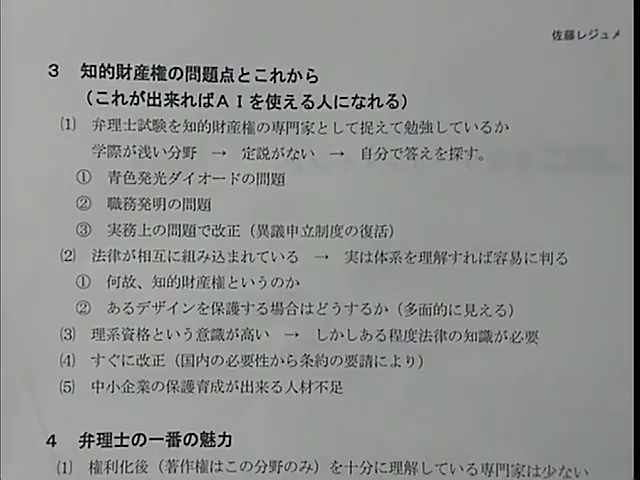 佐藤レジュメ
3 知的財産権の問題点とこれから
(これが出来ればAIを使える人になれる)
(1) 弁理士試験を知的財産権の専門家として捉えて勉強しているか
学際が浅い分野 → 定説がない → 自分で答えを探す。
① 青色発光ダイオードの問題
② 職務発明の問題
③ 実務上の問題で改正(異議申立制度の復活)
(2) 法律が相互に組み込まれている → 実は体系を理解すれば容易に判る
① 何故、知的財産権というのか
② あるデザインを保護する場合はどうするか(多面的に見える)
(3) 理系資格という意識が高い → しかしある程度法律の知識が必要
(4) すぐに改正(国内の必要性から条約の要請により)
(5) 中小企業の保護育成が出来る人材不足
4 弁理士の一番の魅力
(1) 権利化後(著作権はこの分野のみ)を十分に理解している専門家は少ない